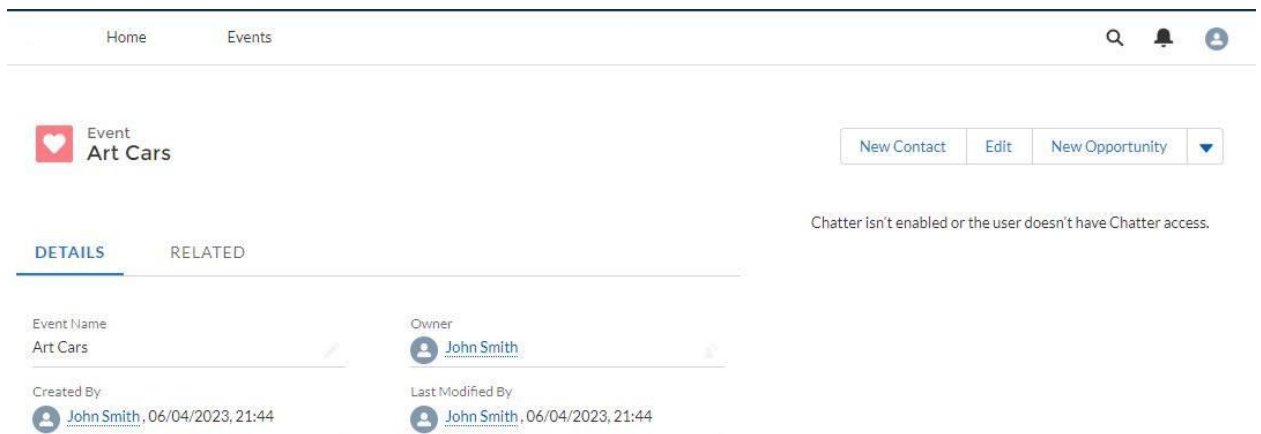 Home Events
Event
Art Cars
New Contact Edit New Opportunity
Chatter isn't enabled or the user doesn't have Chatter access.
DETAILS RELATED
Event Name
Art Cars
Owner
John Smith
Created By
John Smith, 06/04/2023, 21:44
Last Modified By
John Smith, 06/04/2023, 21:44